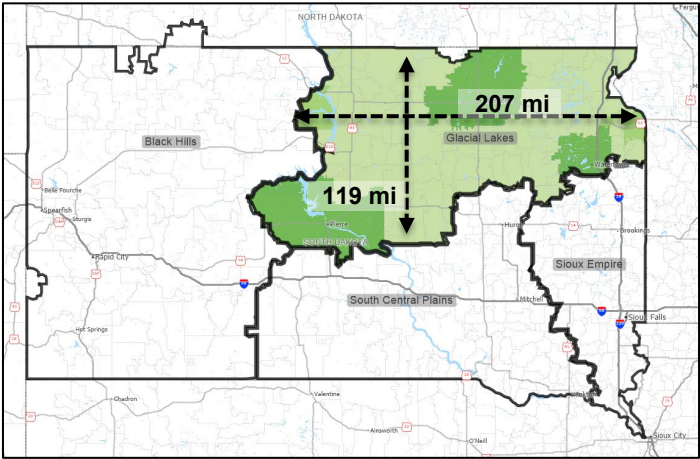 NORTH DAKOTA
207 mi
Black Hills
Glacial Lakes
119 mi
Belle Fourche
Spearfish
Sturgis
Pierre
SOUTH DAKOTA
Huron
Brookings
Rapid City
Sioux Empire
South Central Plains
Mitchell
Sioux Falls
Hot Springs
Chadron
Valentine
Ainsworth
O'Neill
Sioux City